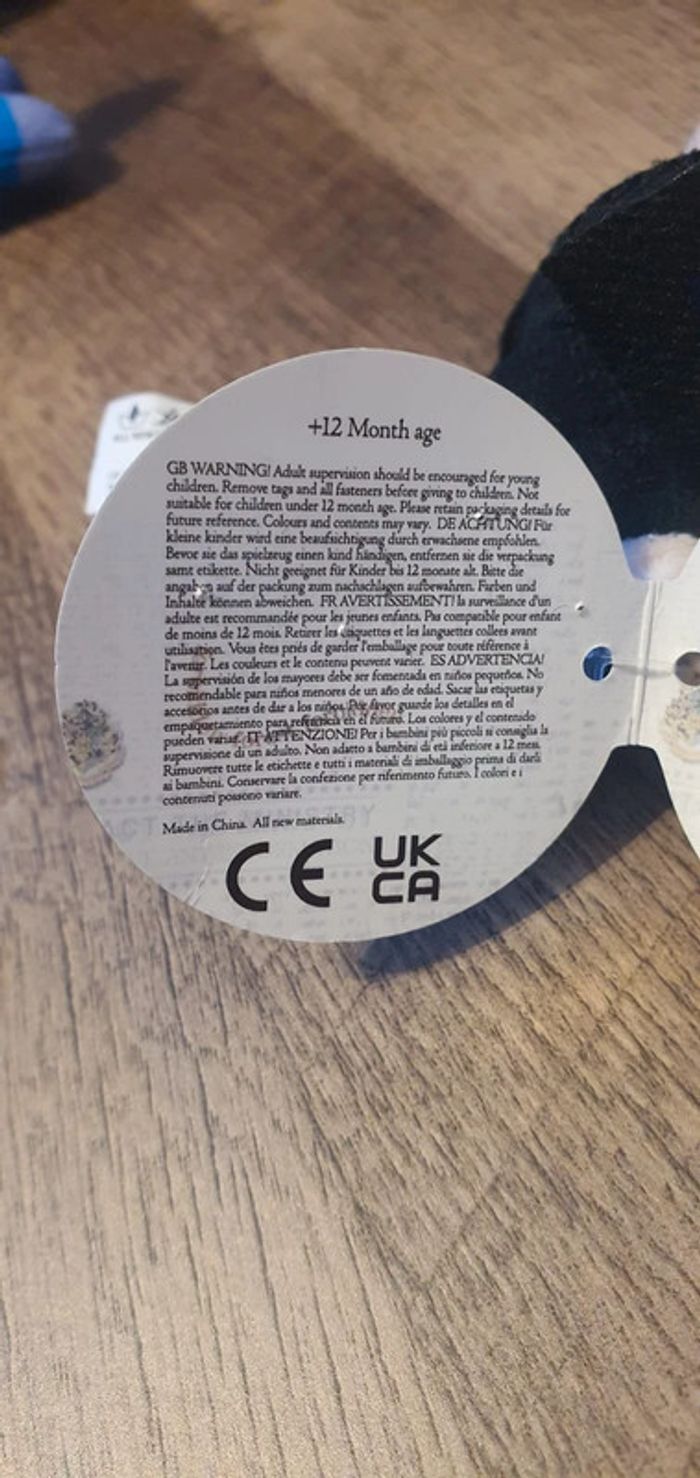 +12 Month age
GB WARNING! Adult supervision should be encouraged for young
children. Remove tags and all fasteners before giving to children. Not
suitable for children under 12 month age. Please retain packaging details for
future reference. Colours and contents may vary. DE ACHTUNG! Für
kleine kinder wird eine beaufsichtigung durch erwachsene empfohlen.
Bevor sie das spielzeug einen kind händigen, entfernen sie die verpackung
samt etikette. Nicht geeignet für Kinder bis 12 monate alt. Bitte die
angaben auf der packung zum nachschlagen aufbewahren. Farben und
Inhalte können abweichen. FR AVERTISSEMENT! la surveillance d'un
adulte est recommandée pour les jeunes enfants. Pas compatible pour enfant
de moins de 12 mois. Retirer les étiquettes et les languettes collees avant
utilisation. Vous êtes priés de garder l'emballage pour toute référence à
l'avenir. Les couleurs et le contenu peuvent varier. ES ADVERTENCIA!
La supervisión de los mayores debe ser fomentada en niños pequeños. No
recomendable para niños menores de un año de edad. Sacar las etiquetas y
accesorios antes de dar a los niños. Por favor guarde los detalles en el
empaquetamiento para referencia en el futuro. Los colores y el contenido
pueden variar. IT ATTENZIONE! Per i bambini più piccoli si consiglia la
supervisione di un adulto. Non adatto a bambini di età inferiore a 12 mesi.
Rimuovere tutte le etichette e tutti i materiali di imballaggio prima di darli
ai bambini. Conservare la confezione per riferimento futuro. I colori e i
contenuti possono variare.
Made in China. All new materials.
CE UK
CA